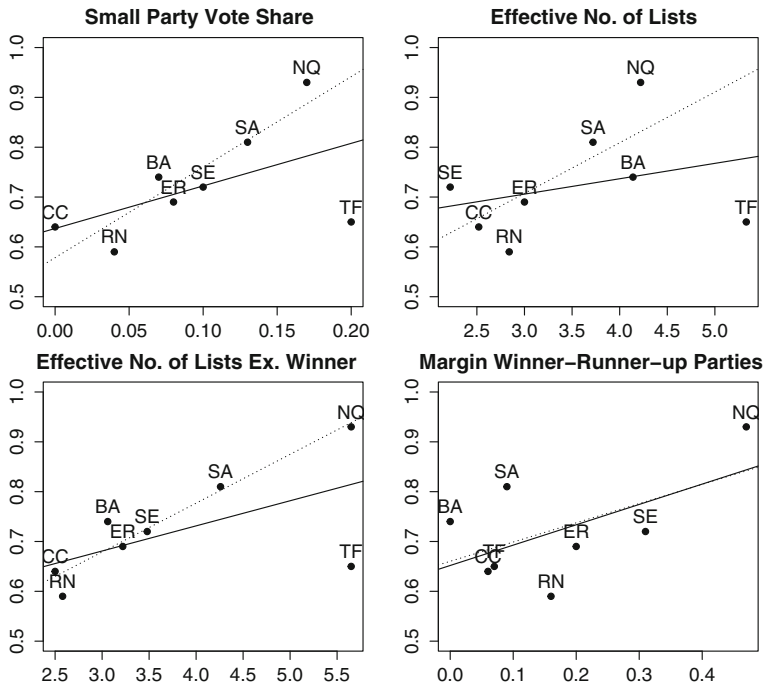 Small Party Vote Share
1.0
0.9
0.8
0.7
0.6
0.5
NQ
SA
BA
ER
SE
CC
TF
RN
0.00 0.05 0.10 0.15 0.20
Effective No. of Lists
1.0
0.9
0.8
0.7
0.6
0.5
NQ
SA
BA
SE
ER
CC
TF
RN
2.5 3.0 3.5 4.0 4.5 5.0
Effective No. of Lists Ex. Winner
1.0
0.9
0.8
0.7
0.6
0.5
NQ
SA
BA
SE
ER
CC
TF
RN
2.5 3.0 3.5 4.0 4.5 5.0 5.5
Margin Winner−Runner−up Parties
1.0
0.9
0.8
0.7
0.6
0.5
NQ
SA
BA
SE
ER
TF
CC
RN
0.0 0.1 0.2 0.3 0.4